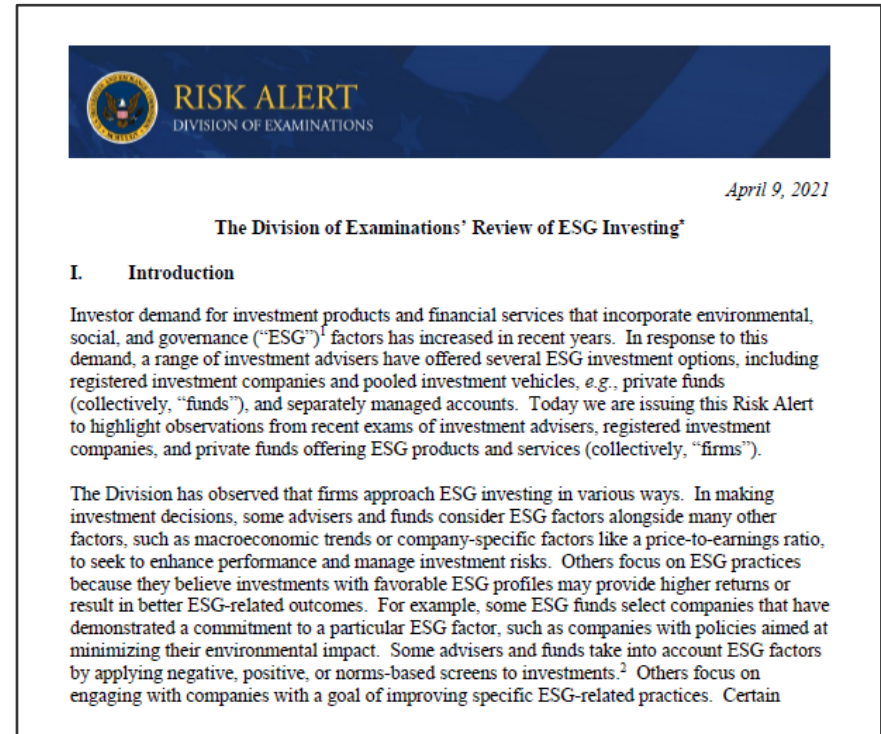 RISK ALERT
DIVISION OF EXAMINATIONS
April 9, 2021
The Division of Examinations’ Review of ESG Investing*
I. Introduction
Investor demand for investment products and financial services that incorporate environmental,
social, and governance (“ESG”)1 factors has increased in recent years. In response to this
demand, a range of investment advisers have offered several ESG investment options, including
registered investment companies and pooled investment vehicles, e.g., private funds
(collectively, “funds”), and separately managed accounts. Today we are issuing this Risk Alert
to highlight observations from recent exams of investment advisers, registered investment
companies, and private funds offering ESG products and services (collectively, “firms”).
The Division has observed that firms approach ESG investing in various ways. In making
investment decisions, some advisers and funds consider ESG factors alongside many other
factors, such as macroeconomic trends or company-specific factors like a price-to-earnings ratio,
to seek to enhance performance and manage investment risks. Others focus on ESG practices
because they believe investments with favorable ESG profiles may provide higher returns or
result in better ESG-related outcomes. For example, some ESG funds select companies that have
demonstrated a commitment to a particular ESG factor, such as companies with policies aimed at
minimizing their environmental impact. Some advisers and funds take into account ESG factors
by applying negative, positive, or norms-based screens to investments.2 Others focus on
engaging with companies with a goal of improving specific ESG-related practices. Certain